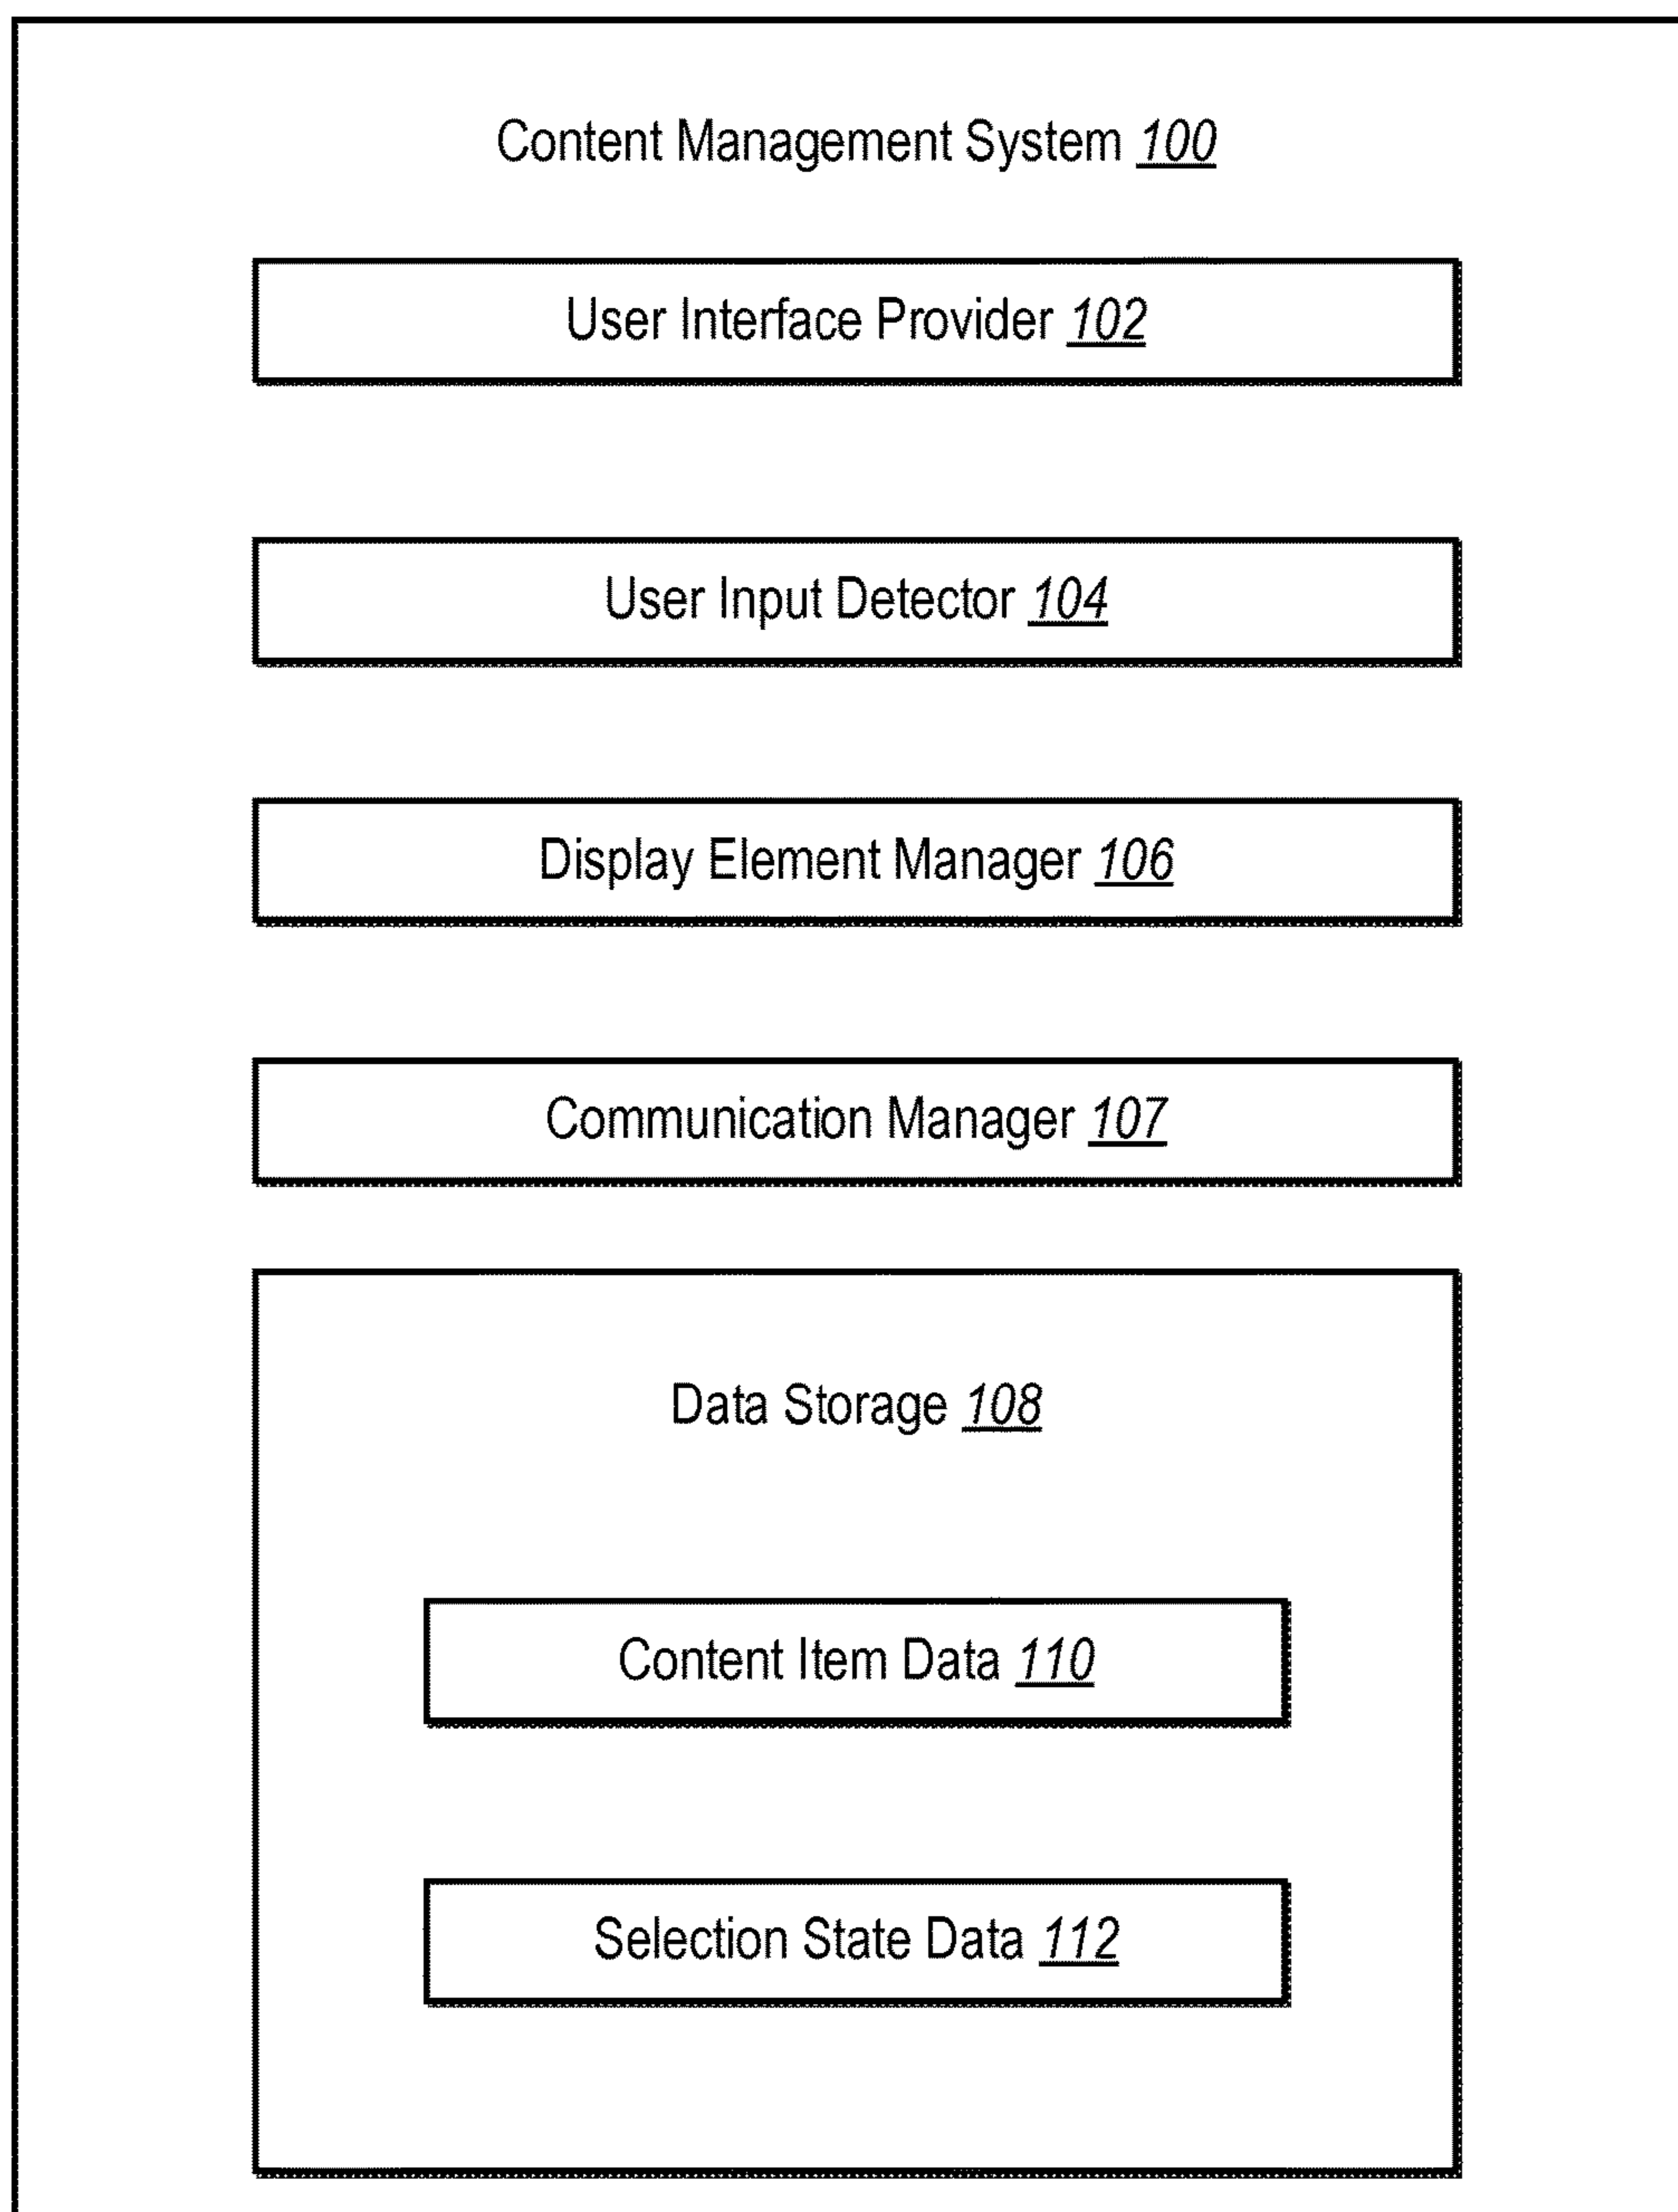 Content Management System 100
User Interface Provider 102
User Input Detector 104
Display Element Manager 106
Communication Manager 107
Data Storage 108
Content Item Data 110
Selection State Data 112